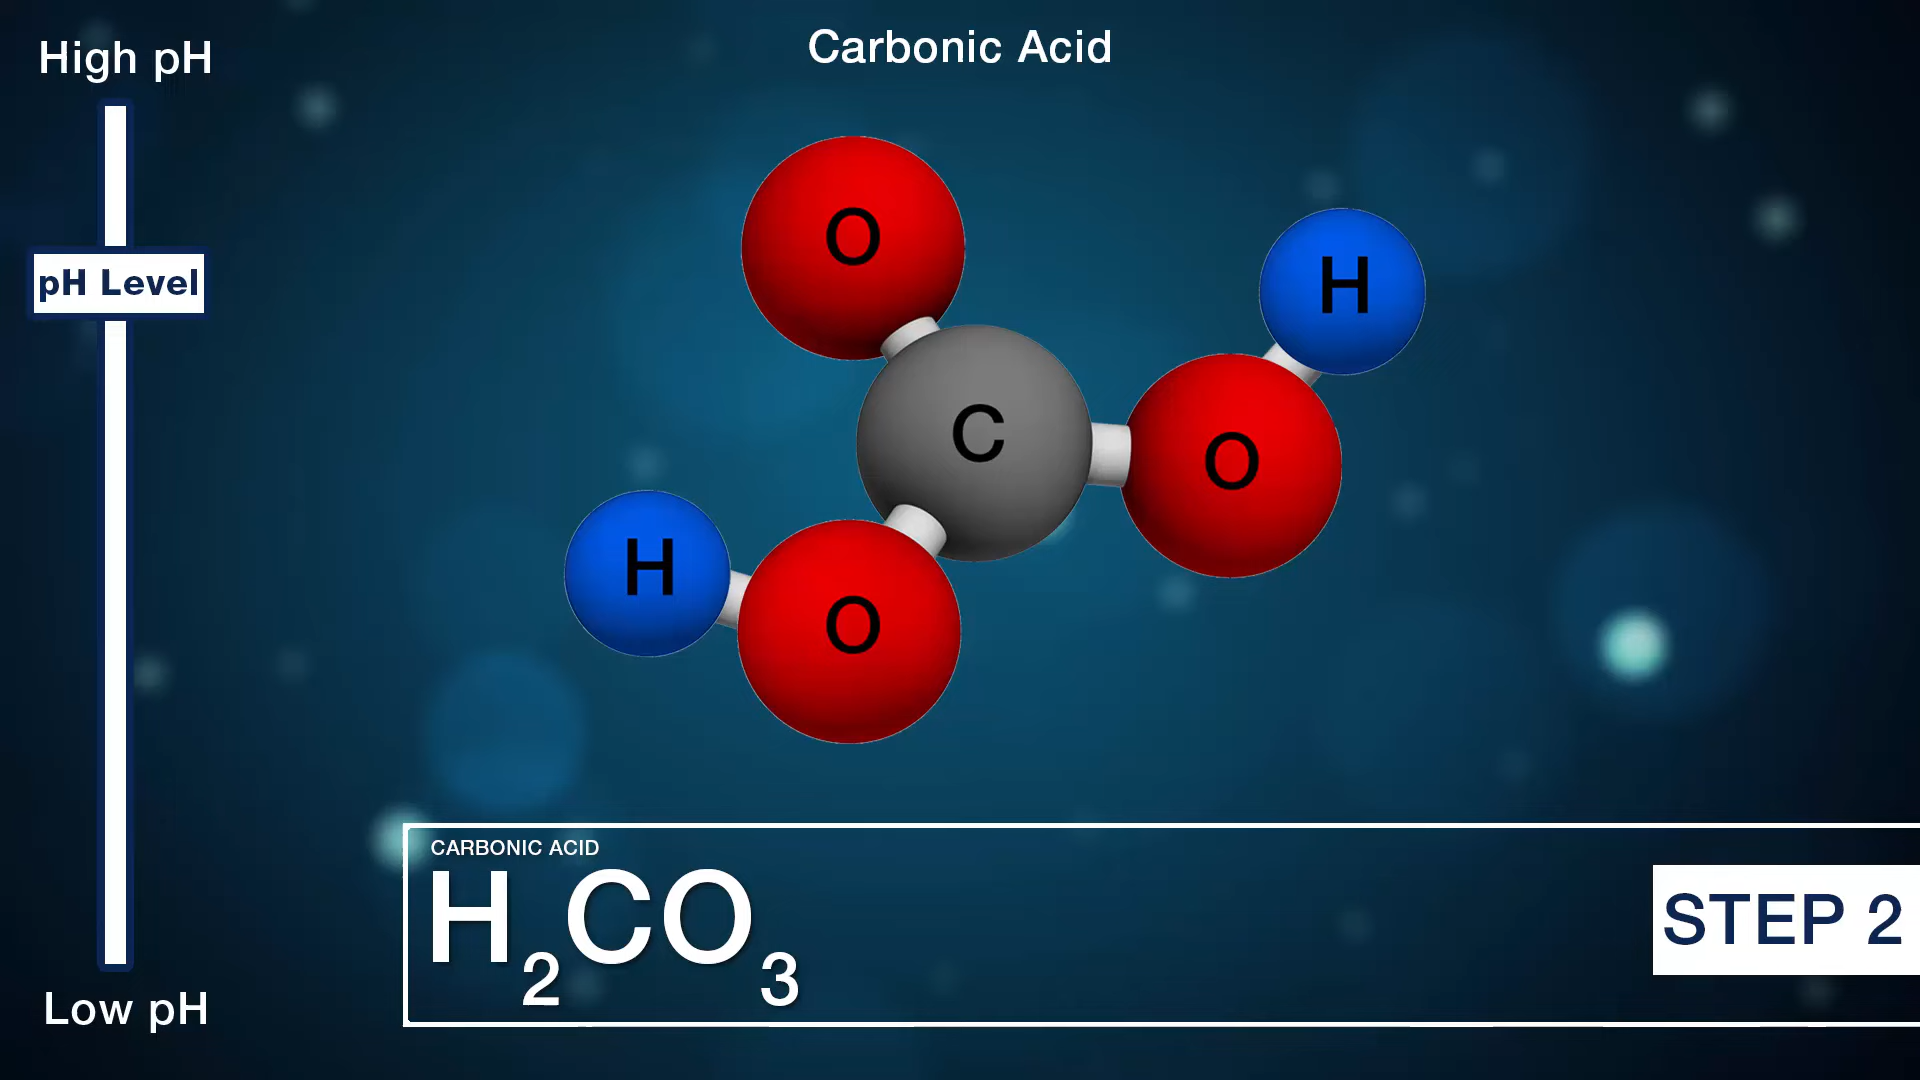 High pH
Carbonic Acid
pH Level
O
H
C
O
H
O
CARBONIC ACID
H2CO3
STEP 2
Low pH